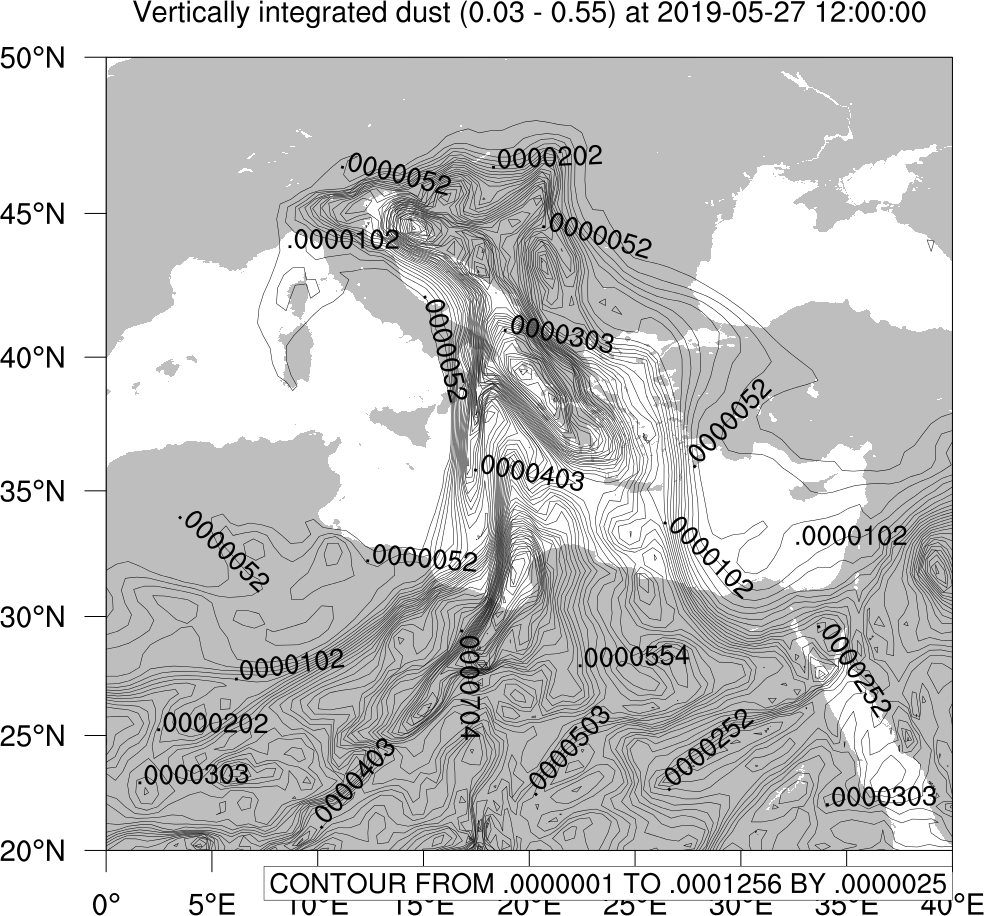 Vertically integrated dust (0.03 - 0.55) at 2019-05-27 12:00:00
50°N
.0000052
.0000202
45°N
.0000102
.0000052
.0000052
.0000303
40°N
.0000052
.0000403
35°N
.0000052
.0000052
.0000102
.0000102
30°N
.0000102
.0000704
.0000554
.0000252
25°N
.0000202
.0000303
.0000403
.0000503
.0000252
.0000303
20°N
CONTOUR FROM .0000001 TO .0001256 BY .0000025
0° 5°E 10°E 15°E 20°E 25°E 30°E 35°E 40°E